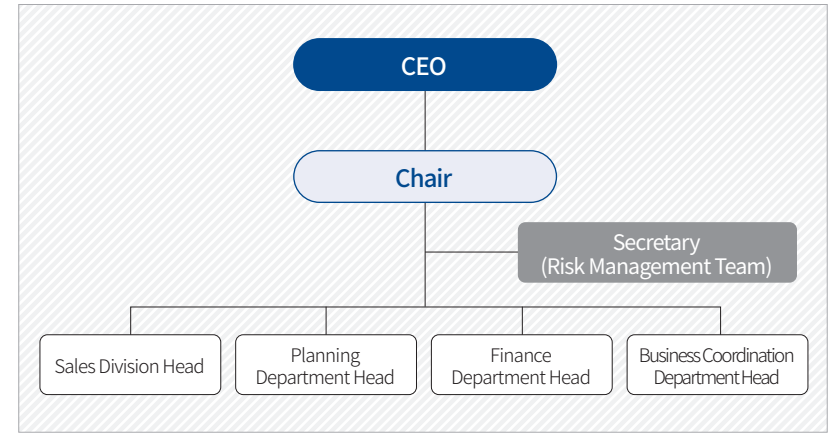 CEO
Chair
Secretary
(Risk Management Team)
Sales Division Head
Planning
Department Head
Finance
Department Head
Business Coordination
Department Head